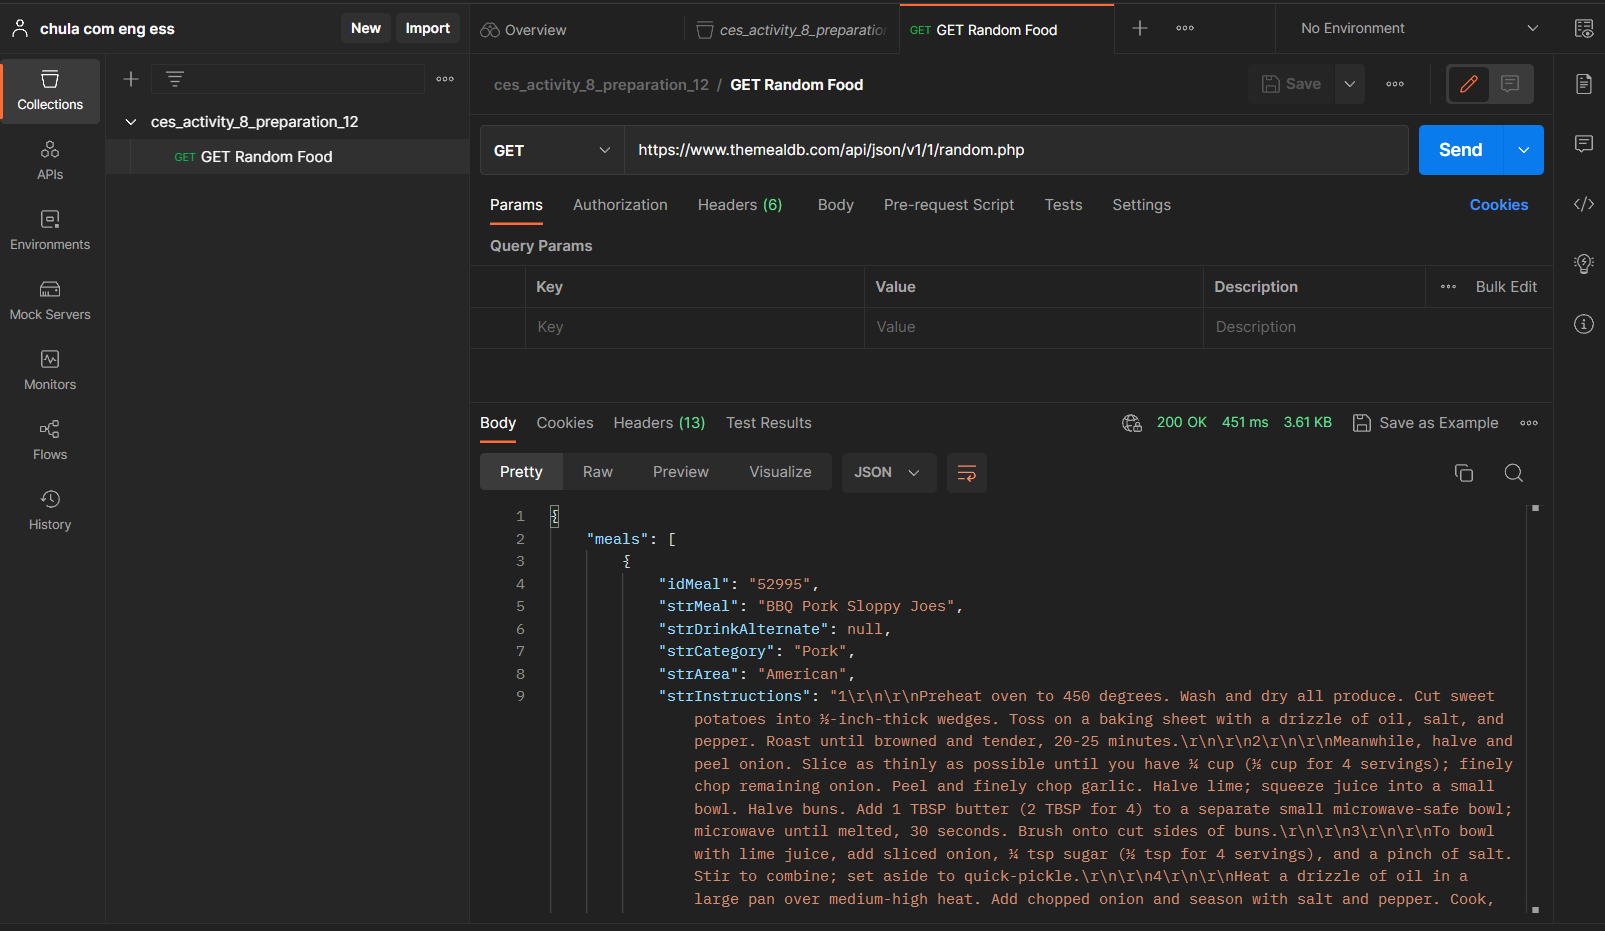 chula com eng ess
New
Import
Overview
ces_activity_8_preparation
GET GET Random Food
No Environment
Collections
APIs
Environments
Mock Servers
Monitors
Flows
History
ces_activity_8_preparation_12
GET GET Random Food
ces_activity_8_preparation_12 / GET Random Food
Save
GET
https://www.themealdb.com/api/json/v1/1/random.php
Send
Params Authorization Headers (6) Body Pre-request Script Tests Settings
Cookies
Query Params
Key Value Description Bulk Edit
Key Value Description
Body Cookies Headers (13) Test Results
200 OK 451 ms 3.61 KB Save as Example
Pretty Raw Preview Visualize JSON
1 {
2 "meals": [
3 {
4 "idMeal": "52995",
5 "strMeal": "BBQ Pork Sloppy Joes",
6 "strDrinkAlternate": null,
7 "strCategory": "Pork",
8 "strArea": "American",
9 "strInstructions": "1\r\n\r\nPreheat oven to 450 degrees. Wash and dry all produce. Cut sweet
potatoes into ½-inch-thick wedges. Toss on a baking sheet with a drizzle of oil, salt, and
pepper. Roast until browned and tender, 20-25 minutes.\r\n\r\n2\r\n\r\nMeanwhile, halve and
peel onion. Slice as thinly as possible until you have ¼ cup (½ cup for 4 servings); finely
chop remaining onion. Peel and finely chop garlic. Halve lime; squeeze juice into a small
bowl. Halve buns. Add 1 TBSP butter (2 TBSP for 4) to a separate small microwave-safe bowl;
microwave until melted, 30 seconds. Brush onto cut sides of buns.\r\n\r\n3\r\n\r\nTo bowl
with lime juice, add sliced onion, ¼ tsp sugar (½ tsp for 4 servings), and a pinch of salt.
Stir to combine; set aside to quick-pickle.\r\n\r\n4\r\n\r\nHeat a drizzle of oil in a
large pan over medium-high heat. Add chopped onion and season with salt and pepper. Cook,